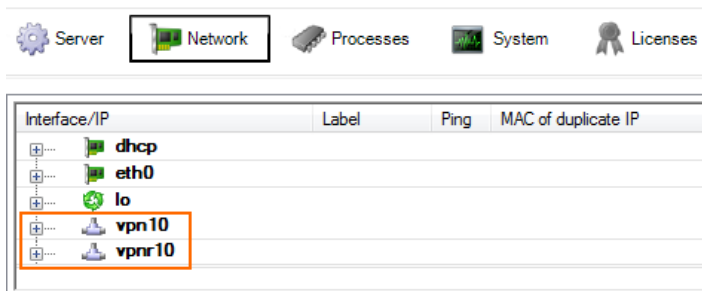 Server Network Processes System Licenses
Interface/IP Label Ping MAC of duplicate IP
dhcp
eth0
lo
vpn10
vpnr10